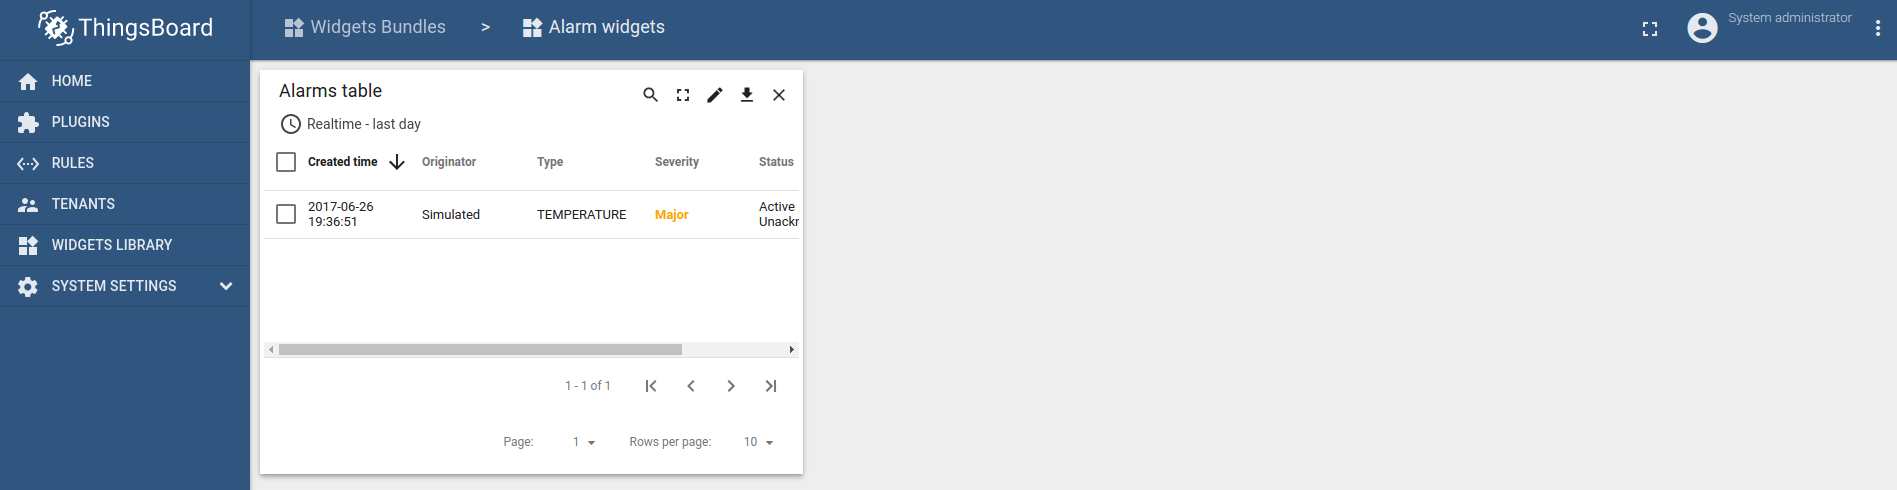 ThingsBoard
Widgets Bundles > Alarm widgets
System administrator
HOME
PLUGINS
RULES
TENANTS
WIDGETS LIBRARY
SYSTEM SETTINGS
Alarms table
Realtime - last day
Created time Originator Type Severity Status
2017-06-26 19:36:51 Simulated TEMPERATURE Major Active
1 - 1 of 1
Page: 1 Rows per page: 10